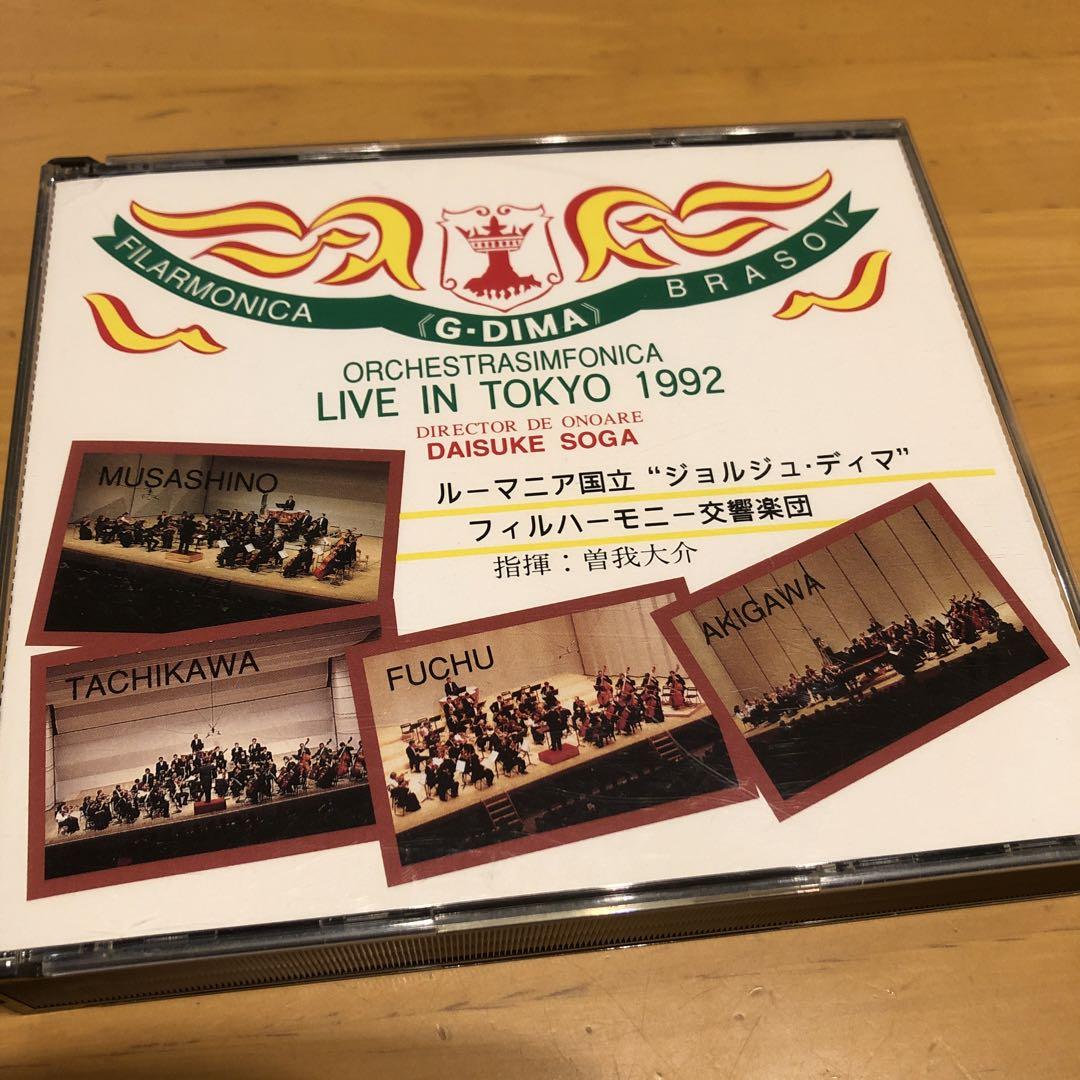 FILARMONICA 《G・DIMA》 BRASOV
ORCHESTRASIMFONICA
LIVE IN TOKYO 1992
DIRECTOR DE ONOARE
DAISUKE SOGA
ルーマニア国立 “ジョルジュ・ディマ”
フィルハーモニー交響楽団
指揮：曽我大介
MUSASHINO
TACHIKAWA
FUCHU
AKIGAWA